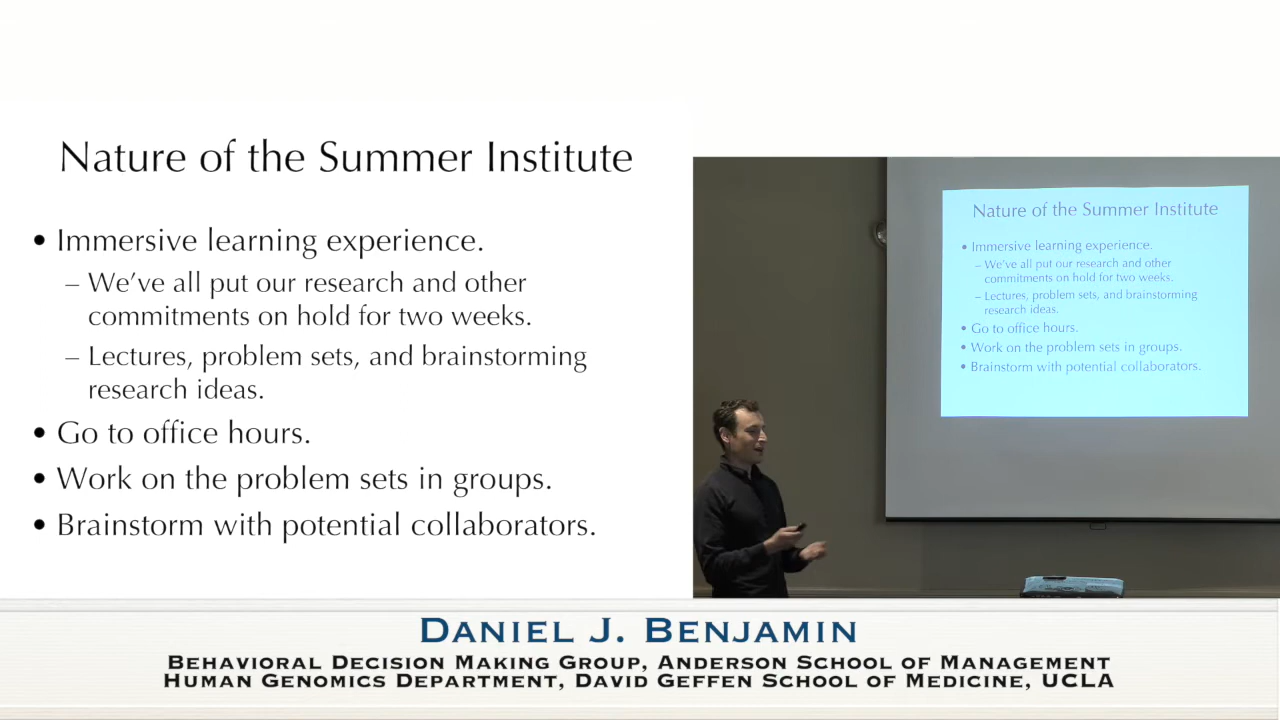 Nature of the Summer Institute
• Immersive learning experience.
– We've all put our research and other
commitments on hold for two weeks.
– Lectures, problem sets, and brainstorming
research ideas.
• Go to office hours.
• Work on the problem sets in groups.
• Brainstorm with potential collaborators.
Nature of the Summer Institute
• Immersive learning experience.
– We've all put our research and other
commitments on hold for two weeks.
– Lectures, problem sets, and brainstorming
research ideas.
• Go to office hours.
• Work on the problem sets in groups.
• Brainstorm with potential collaborators.
DANIEL J. BENJAMIN
BEHAVIORAL DECISION MAKING GROUP, ANDERSON SCHOOL OF MANAGEMENT
HUMAN GENOMICS DEPARTMENT, DAVID GEFFEN SCHOOL OF MEDICINE, UCLA